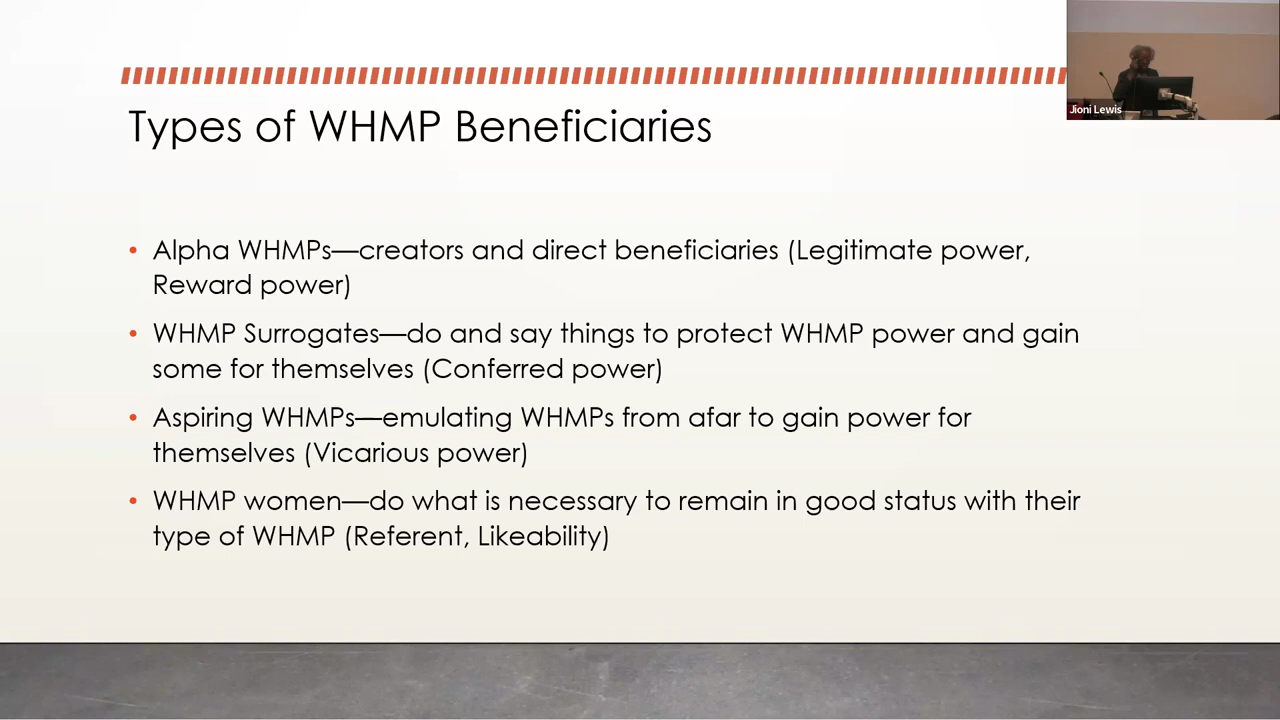 Jioni Lewis
Types of WHMP Beneficiaries
• Alpha WHMPs—creators and direct beneficiaries (Legitimate power,
Reward power)
• WHMP Surrogates—do and say things to protect WHMP power and gain
some for themselves (Conferred power)
• Aspiring WHMPs—emulating WHMPs from afar to gain power for
themselves (Vicarious power)
• WHMP women—do what is necessary to remain in good status with their
type of WHMP (Referent, Likeability)